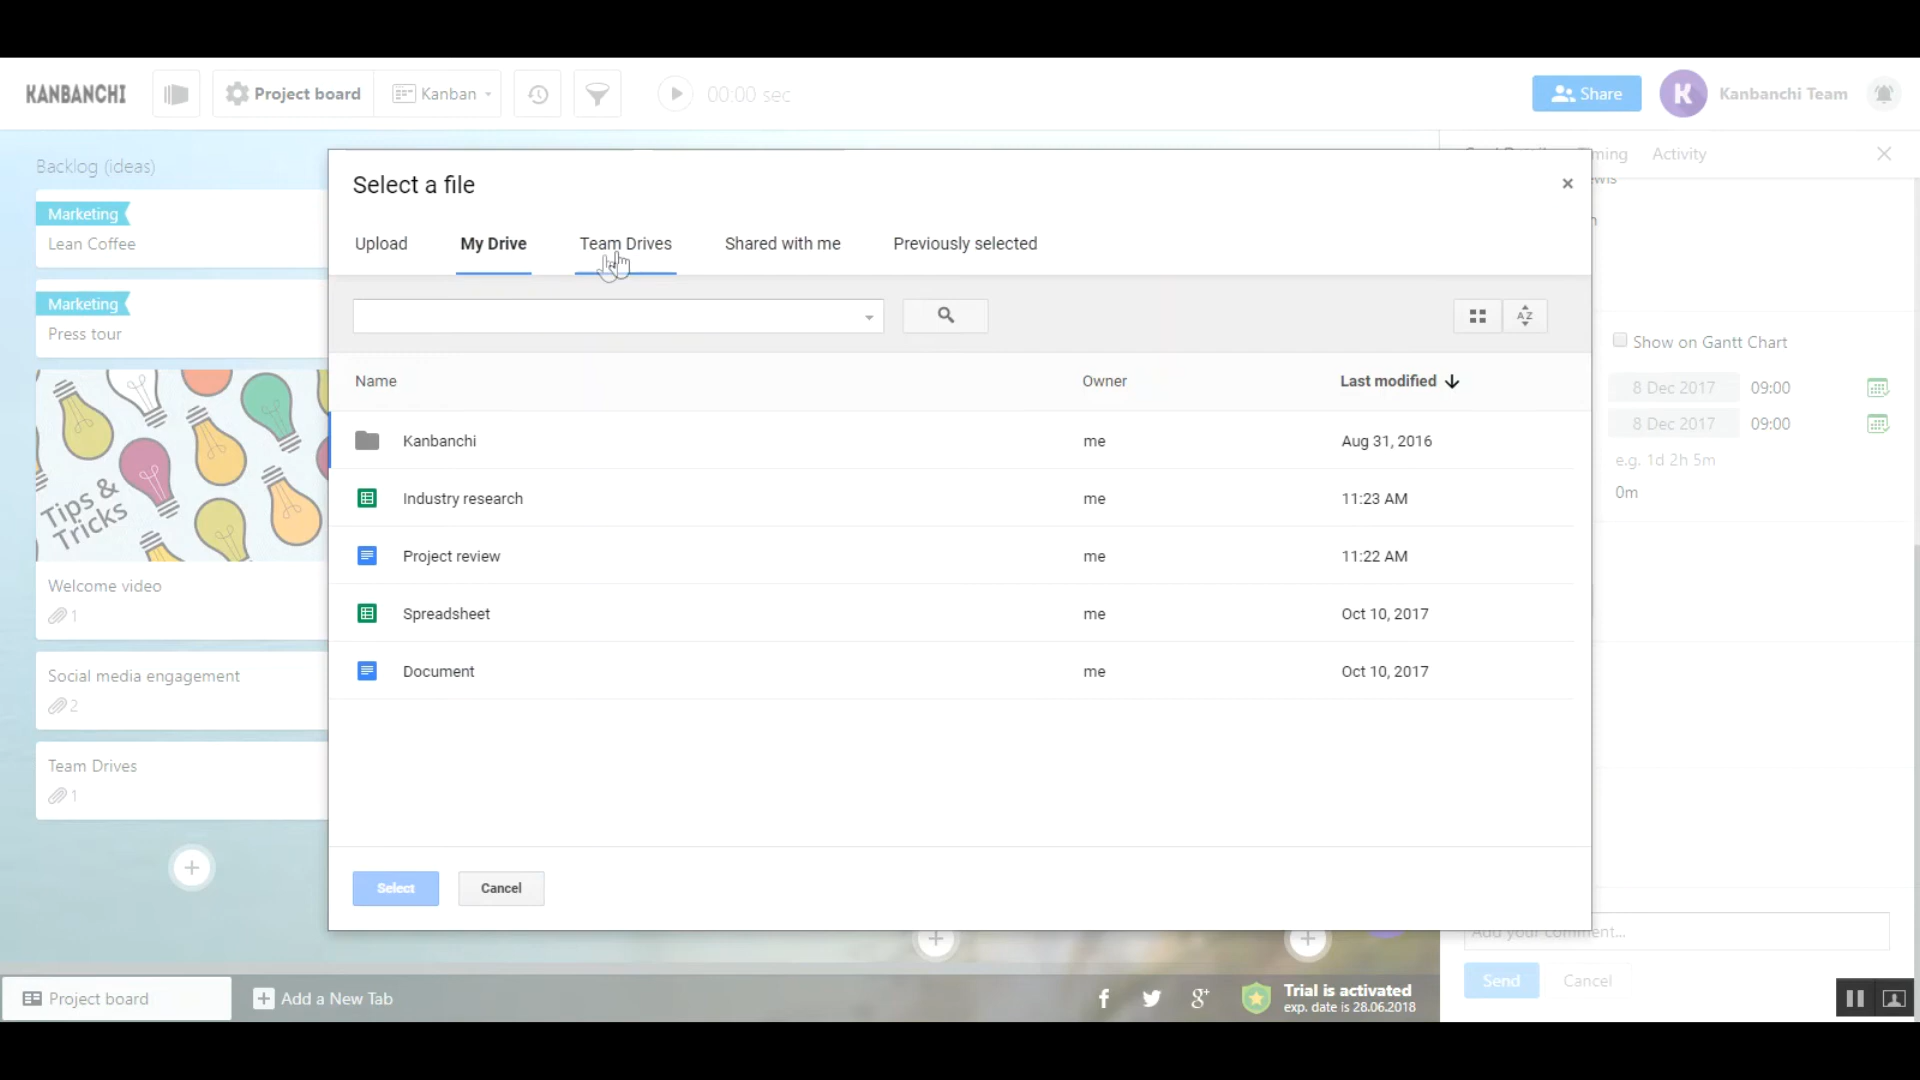 KANBANCHI
Project board
Kanban
00:00 sec
Share
K
Kanbanchi Team
Backlog (ideas)
Activity
Marketing
Lean Coffee
Marketing
Press tour
Tips &
Tricks
Welcome video
1
Social media engagement
2
Team Drives
1
Select a file
Upload
My Drive
Team Drives
Shared with me
Previously selected
AZ
Name
Owner
Last modified
Kanbanchi
me
Aug 31, 2016
Industry research
me
11:23 AM
Project review
me
11:22 AM
Spreadsheet
me
Oct 10, 2017
Document
me
Oct 10, 2017
Select
Cancel
Show on Gantt Chart
8 Dec 2017
09:00
8 Dec 2017
09:00
e.g. 1d 2h 5m
0m
Add your comment...
Send
Cancel
Project board
Add a New Tab
f
g+
Trial is activated
exp. date is 28.06.2018